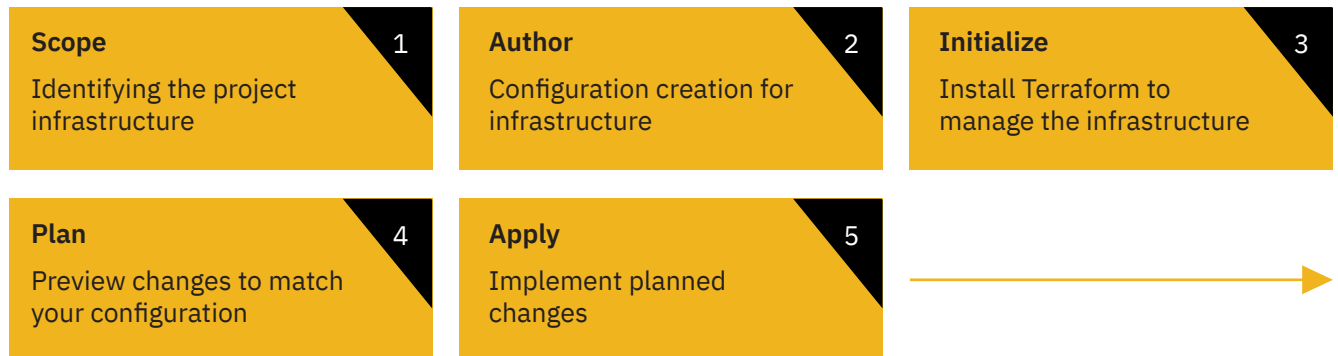 Scope
1
Identifying the project
infrastructure
Author
2
Configuration creation for
infrastructure
Initialize
3
Install Terraform to
manage the infrastructure
Plan
4
Preview changes to match
your configuration
Apply
5
Implement planned
changes